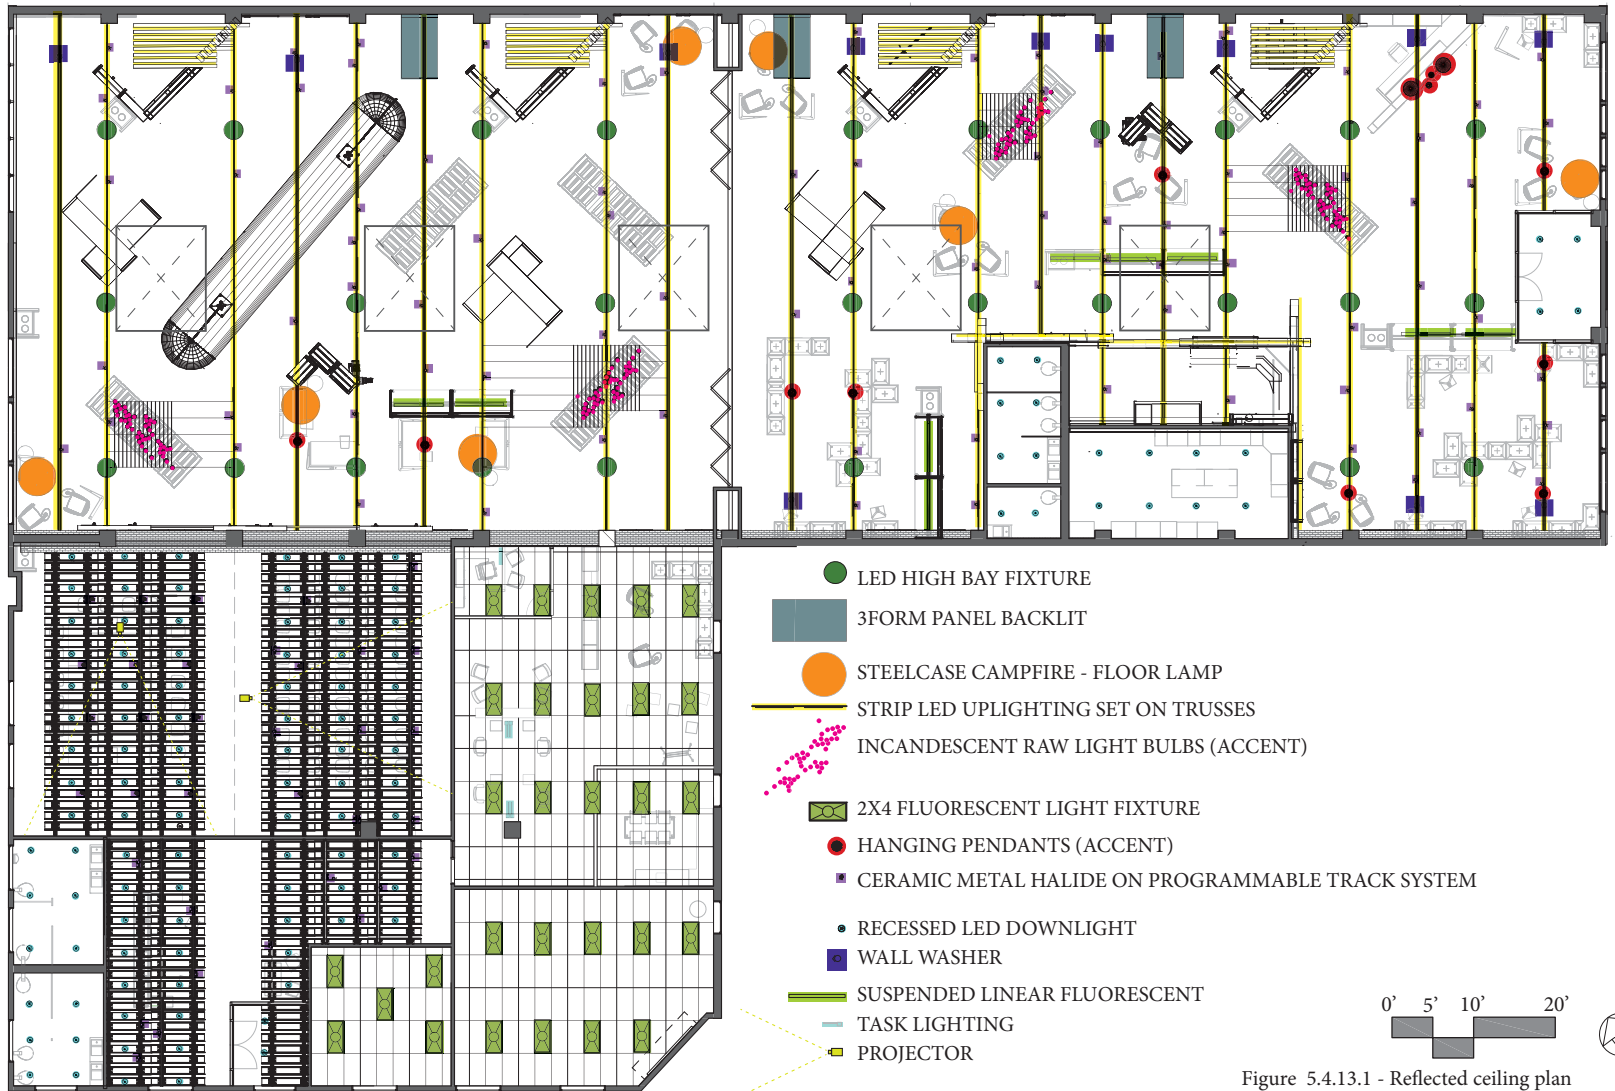 LED HIGH BAY FIXTURE
3FORM PANEL BACKLIT
STEELCASE CAMPFIRE - FLOOR LAMP
STRIP LED UPLIGHTING SET ON TRUSSES
INCANDESCENT RAW LIGHT BULBS (ACCENT)
2X4 FLUORESCENT LIGHT FIXTURE
HANGING PENDANTS (ACCENT)
CERAMIC METAL HALIDE ON PROGRAMMABLE TRACK SYSTEM
RECESSED LED DOWNLIGHT
WALL WASHER
SUSPENDED LINEAR FLUORESCENT
TASK LIGHTING
PROJECTOR
0’ 5’ 10’ 20’
Figure 5.4.13.1 - Reflected ceiling plan